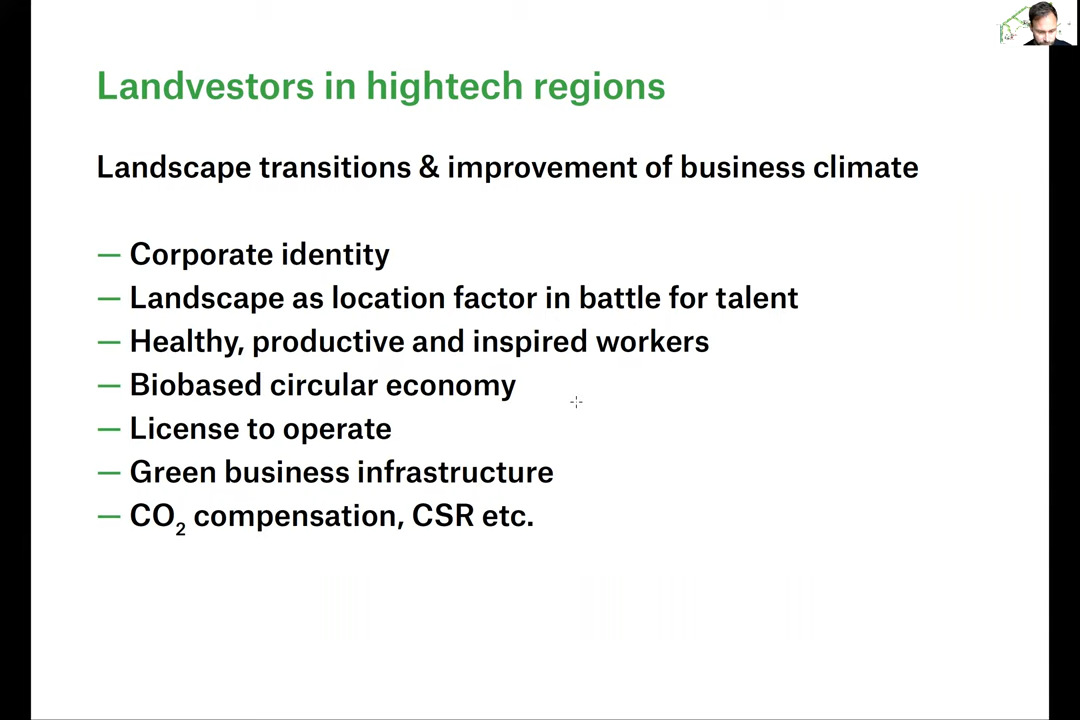 Landvestors in hightech regions
Landscape transitions & improvement of business climate
— Corporate identity
— Landscape as location factor in battle for talent
— Healthy, productive and inspired workers
— Biobased circular economy
— License to operate
— Green business infrastructure
— CO₂ compensation, CSR etc.